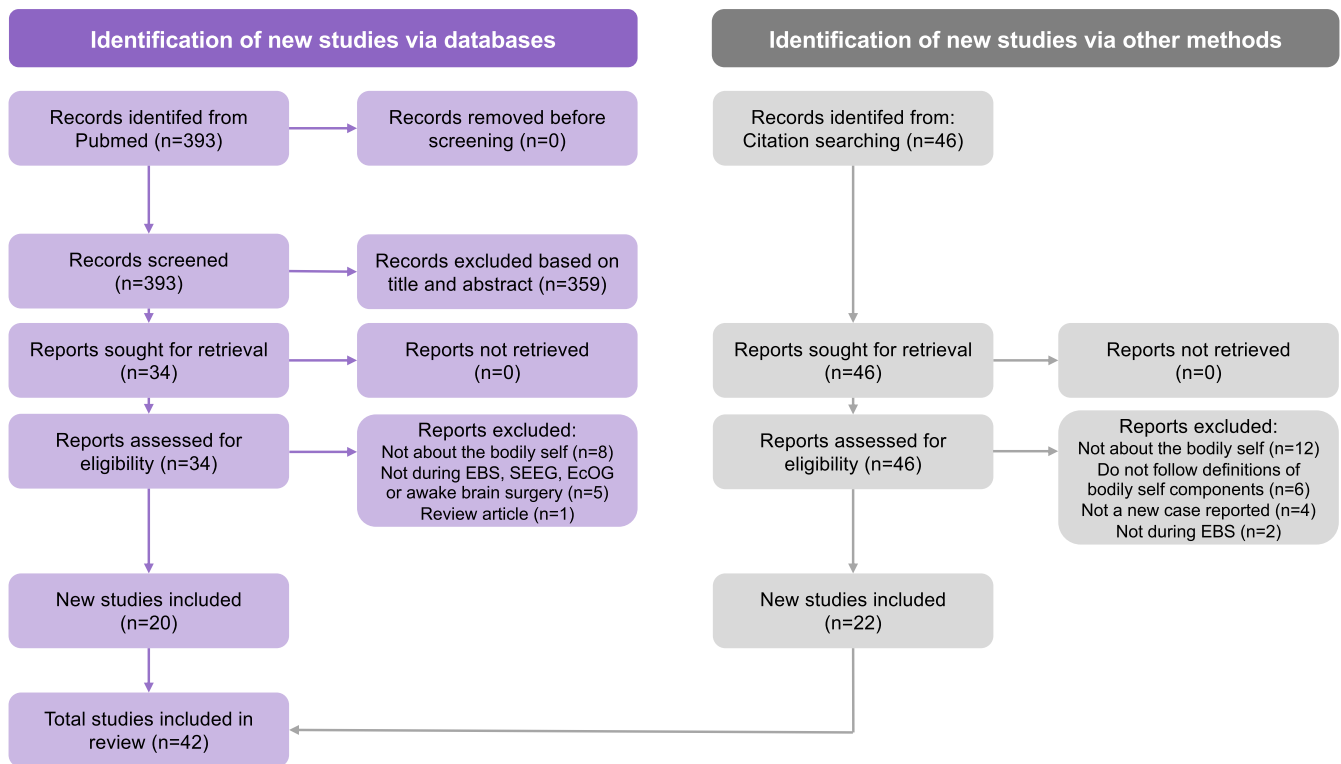 Identification of new studies via databases
Identification of new studies via other methods
Records identifed from
Pubmed (n=393)
Records removed before
screening (n=0)
Records identifed from:
Citation searching (n=46)
Records screened
(n=393)
Records excluded based on
title and abstract (n=359)
Reports sought for retrieval
(n=34)
Reports not retrieved
(n=0)
Reports sought for retrieval
(n=46)
Reports not retrieved
(n=0)
Reports assessed for
eligibility (n=34)
Reports excluded:
Not about the bodily self (n=8)
Not during EBS, SEEG, EcOG
or awake brain surgery (n=5)
Review article (n=1)
Reports assessed for
eligibility (n=46)
Reports excluded:
Not about the bodily self (n=12)
Do not follow definitions of
bodily self components (n=6)
Not a new case reported (n=4)
Not during EBS (n=2)
New studies included
(n=20)
New studies included
(n=22)
Total studies included in
review (n=42)